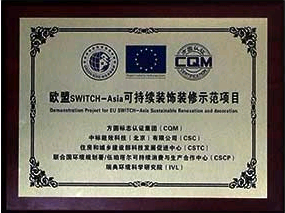 方圆认证
CQM
欧盟SWITCH-Asia可持续装饰装修示范项目
Demonstration Project for EU SWITCH-Asia Sustainable Renovation and decoration
方圆标志认证集团（CQM）
中标能效科技（北京）有限公司（CSC）
住房和城乡建设部科技发展促进中心（CSTC）
联合国环境规划署/伍珀塔尔可持续消费与生产合作中心（CSCP）
瑞典环境科学研究院（IVL）